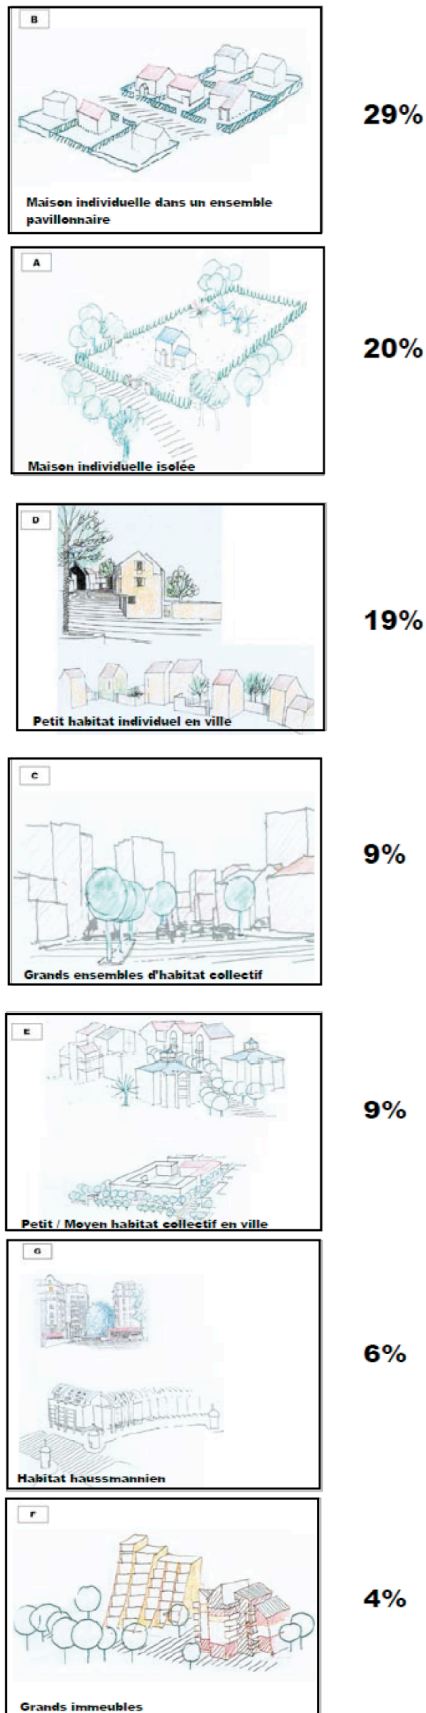 B
29%
Maison individuelle dans un ensemble
pavillonnaire
A
20%
Maison individuelle isolée
D
19%
Petit habitat individuel en ville
C
9%
Grands ensembles d'habitat collectif
E
9%
Petit / Moyen habitat collectif en ville
G
6%
Habitat haussmannien
F
4%
Grands immeubles